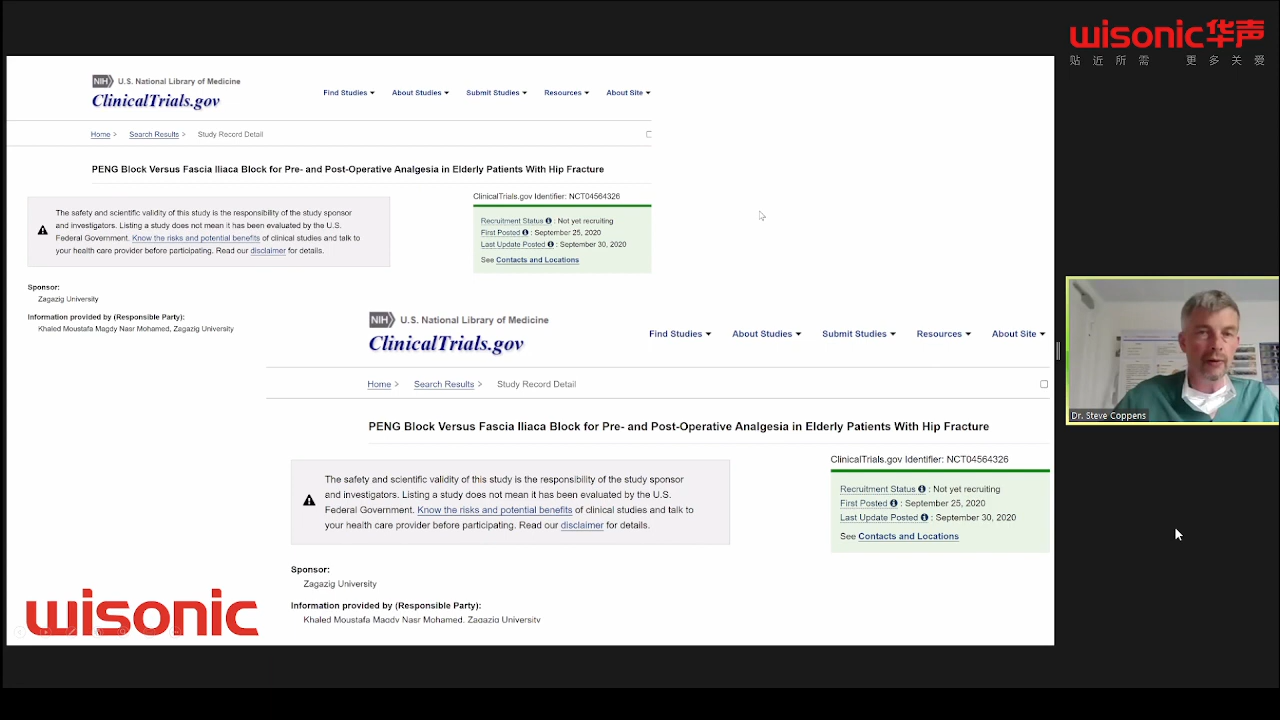 wisonic华声
贴近所需 更多关爱
NIH U.S. National Library of Medicine
ClinicalTrials.gov
Find Studies About Studies Submit Studies Resources About Site
Home > Search Results > Study Record Detail
PENG Block Versus Fascia Iliaca Block for Pre- and Post-Operative Analgesia in Elderly Patients With Hip Fracture
The safety and scientific validity of this study is the responsibility of the study sponsor
and investigators. Listing a study does not mean it has been evaluated by the U.S.
Federal Government. Know the risks and potential benefits of clinical studies and talk to
your health care provider before participating. Read our disclaimer for details.
ClinicalTrials.gov Identifier: NCT04564326
Recruitment Status : Not yet recruiting
First Posted : September 25, 2020
Last Update Posted : September 30, 2020
See Contacts and Locations
Sponsor:
Zagazig University
Information provided by (Responsible Party):
Khaled Moustafa Magdy Nasr Mohamed, Zagazig University
NIH U.S. National Library of Medicine
ClinicalTrials.gov
Find Studies About Studies Submit Studies Resources About Site
Home > Search Results > Study Record Detail
PENG Block Versus Fascia Iliaca Block for Pre- and Post-Operative Analgesia in Elderly Patients With Hip Fracture
The safety and scientific validity of this study is the responsibility of the study sponsor
and investigators. Listing a study does not mean it has been evaluated by the U.S.
Federal Government. Know the risks and potential benefits of clinical studies and talk to
your health care provider before participating. Read our disclaimer for details.
ClinicalTrials.gov Identifier: NCT04564326
Recruitment Status : Not yet recruiting
First Posted : September 25, 2020
Last Update Posted : September 30, 2020
See Contacts and Locations
Sponsor:
Zagazig University
Information provided by (Responsible Party):
Khaled Moustafa Magdy Nasr Mohamed, Zagazig University
wisonic
Dr. Steve Coppens